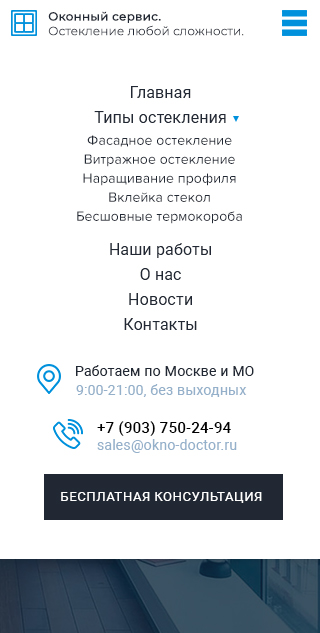 Оконный сервис.
Остекление любой сложности.
Главная
Типы остекления
Фасадное остекление
Витражное остекление
Наращивание профиля
Вклейка стекол
Бесшовные термокороба
Наши работы
О нас
Новости
Контакты
Работаем по Москве и МО
9:00-21:00, без выходных
+7 (903) 750-24-94
sales@okno-doctor.ru
БЕСПЛАТНАЯ КОНСУЛЬТАЦИЯ